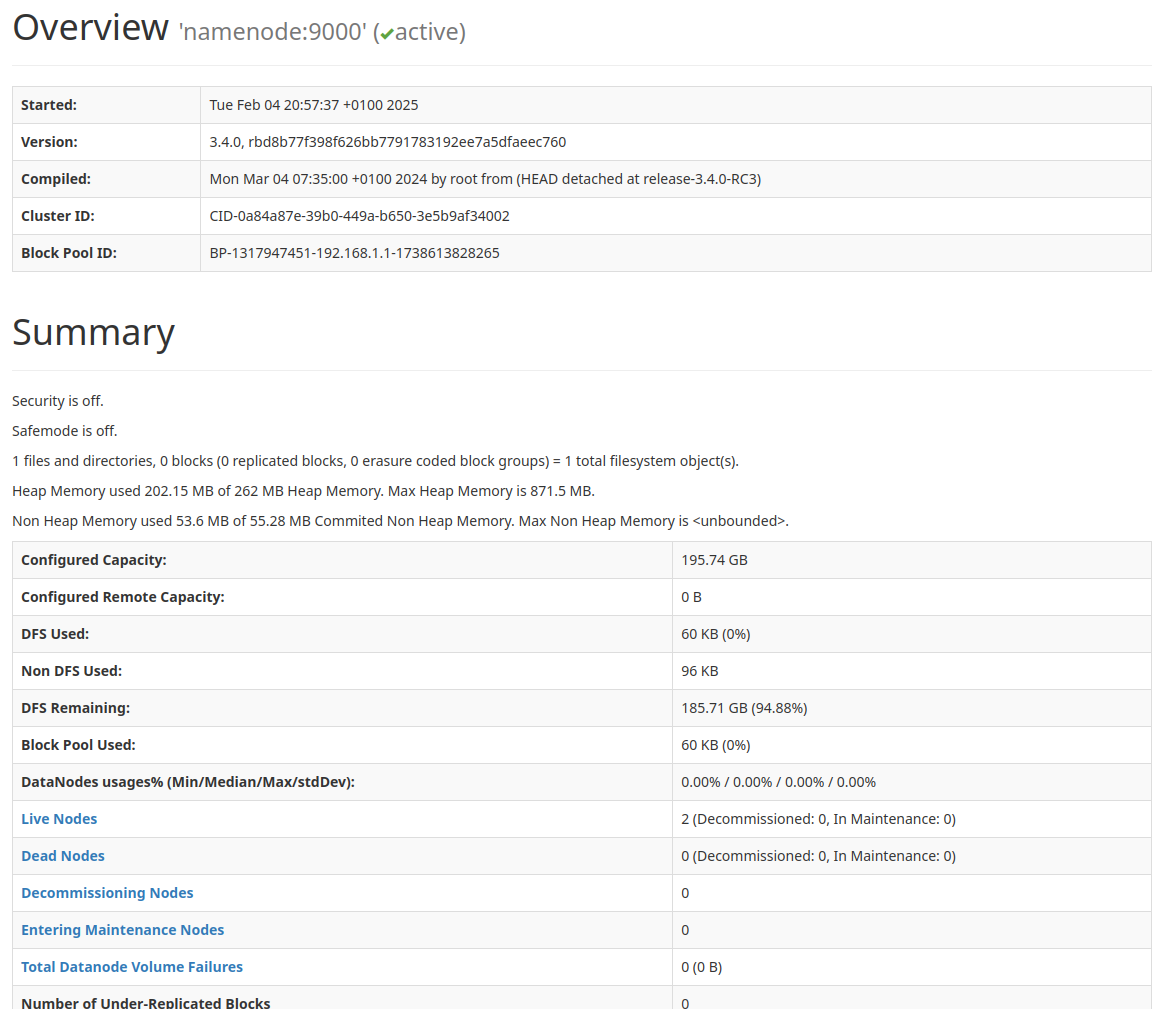 Overview 'namenode:9000' (✔active)
Started: Tue Feb 04 20:57:37 +0100 2025
Version: 3.4.0, rbd8b77f398f626bb7791783192ee7a5dfaeec760
Compiled: Mon Mar 04 07:35:00 +0100 2024 by root from (HEAD detached at release-3.4.0-RC3)
Cluster ID: CID-0a84a87e-39b0-449a-b650-3e5b9af34002
Block Pool ID: BP-1317947451-192.168.1.1-1738613828265
Summary
Security is off.
Safemode is off.
1 files and directories, 0 blocks (0 replicated blocks, 0 erasure coded block groups) = 1 total filesystem object(s).
Heap Memory used 202.15 MB of 262 MB Heap Memory. Max Heap Memory is 871.5 MB.
Non Heap Memory used 53.6 MB of 55.28 MB Commited Non Heap Memory. Max Non Heap Memory is <unbounded>.
Configured Capacity: 195.74 GB
Configured Remote Capacity: 0 B
DFS Used: 60 KB (0%)
Non DFS Used: 96 KB
DFS Remaining: 185.71 GB (94.88%)
Block Pool Used: 60 KB (0%)
DataNodes usages% (Min/Median/Max/stdDev): 0.00% / 0.00% / 0.00% / 0.00%
Live Nodes 2 (Decommissioned: 0, In Maintenance: 0)
Dead Nodes 0 (Decommissioned: 0, In Maintenance: 0)
Decommissioning Nodes 0
Entering Maintenance Nodes 0
Total Datanode Volume Failures 0 (0 B)
Number of Under-Replicated Blocks 0